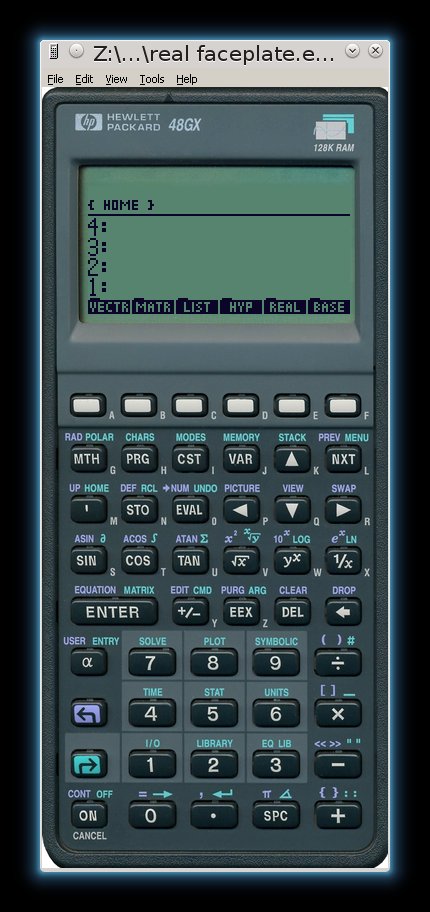 Z:\...\real faceplate.e...
File Edit View Tools Help
hp HEWLETT PACKARD 48GX
128K RAM
{ HOME }
4:
3:
2:
1:
VECTR MATR LIST HYP REAL BASE
A B C D E F
RAD POLAR CHARS MODES MEMORY STACK PREV MENU
MTH G PRG H CST I VAR J ▲ K NXT L
UP HOME DEF RCL →NUM UNDO PICTURE VIEW SWAP
' M STO N EVAL O ◀ P ▼ Q ▶ R
ASIN ∂ ACOS ∫ ATAN Σ x² ˣ√y 10ˣ LOG eˣ LN
SIN S COS T TAN U √x V yˣ W 1/x X
EQUATION MATRIX EDIT CMD PURG ARG CLEAR DROP
ENTER +/− Y EEX Z DEL ←
USER ENTRY SOLVE PLOT SYMBOLIC ( ) #
α 7 8 9 ÷
TIME STAT UNITS [ ] _
4 5 6 ×
I/O LIBRARY EQ LIB << >> " "
1 2 3 −
CONT OFF = → , ↵ π ∡ { } : :
ON 0 . SPC +
CANCEL